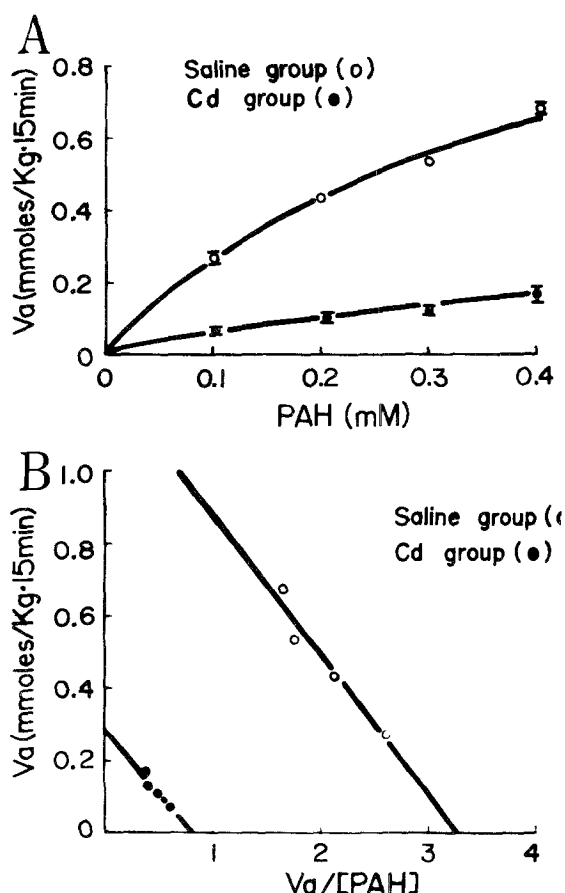 A
0.8
Saline group (o)
Cd group (●)
0.6
0.4
0.2
0
Va (mmoles/Kg·15min)
0 0.1 0.2 0.3 0.4
PAH (mM)
B
1.0
Saline group (
Cd group (●)
0.8
0.6
0.4
0.2
0
Va (mmoles/Kg·15min)
1 2 3 4
Va/[PAH]